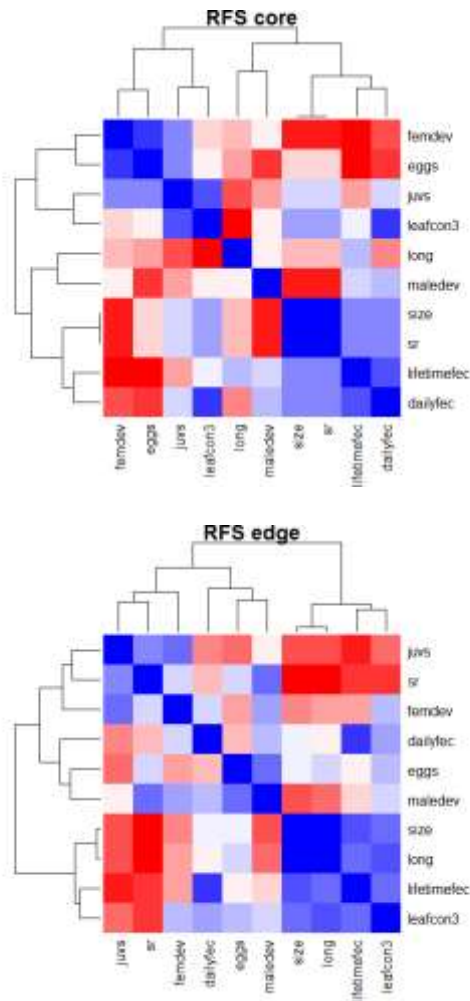 RFS core
femdev
eggs
juvs
leafcon3
long
maledev
size
sr
lifetimefec
dailyfec
femdev
eggs
juvs
leafcon3
long
maledev
size
sr
lifetimefec
dailyfec
RFS edge
juvs
sr
femdev
dailyfec
eggs
maledev
size
long
lifetimefec
leafcon3
juvs
sr
femdev
dailyfec
eggs
maledev
size
long
lifetimefec
leafcon3